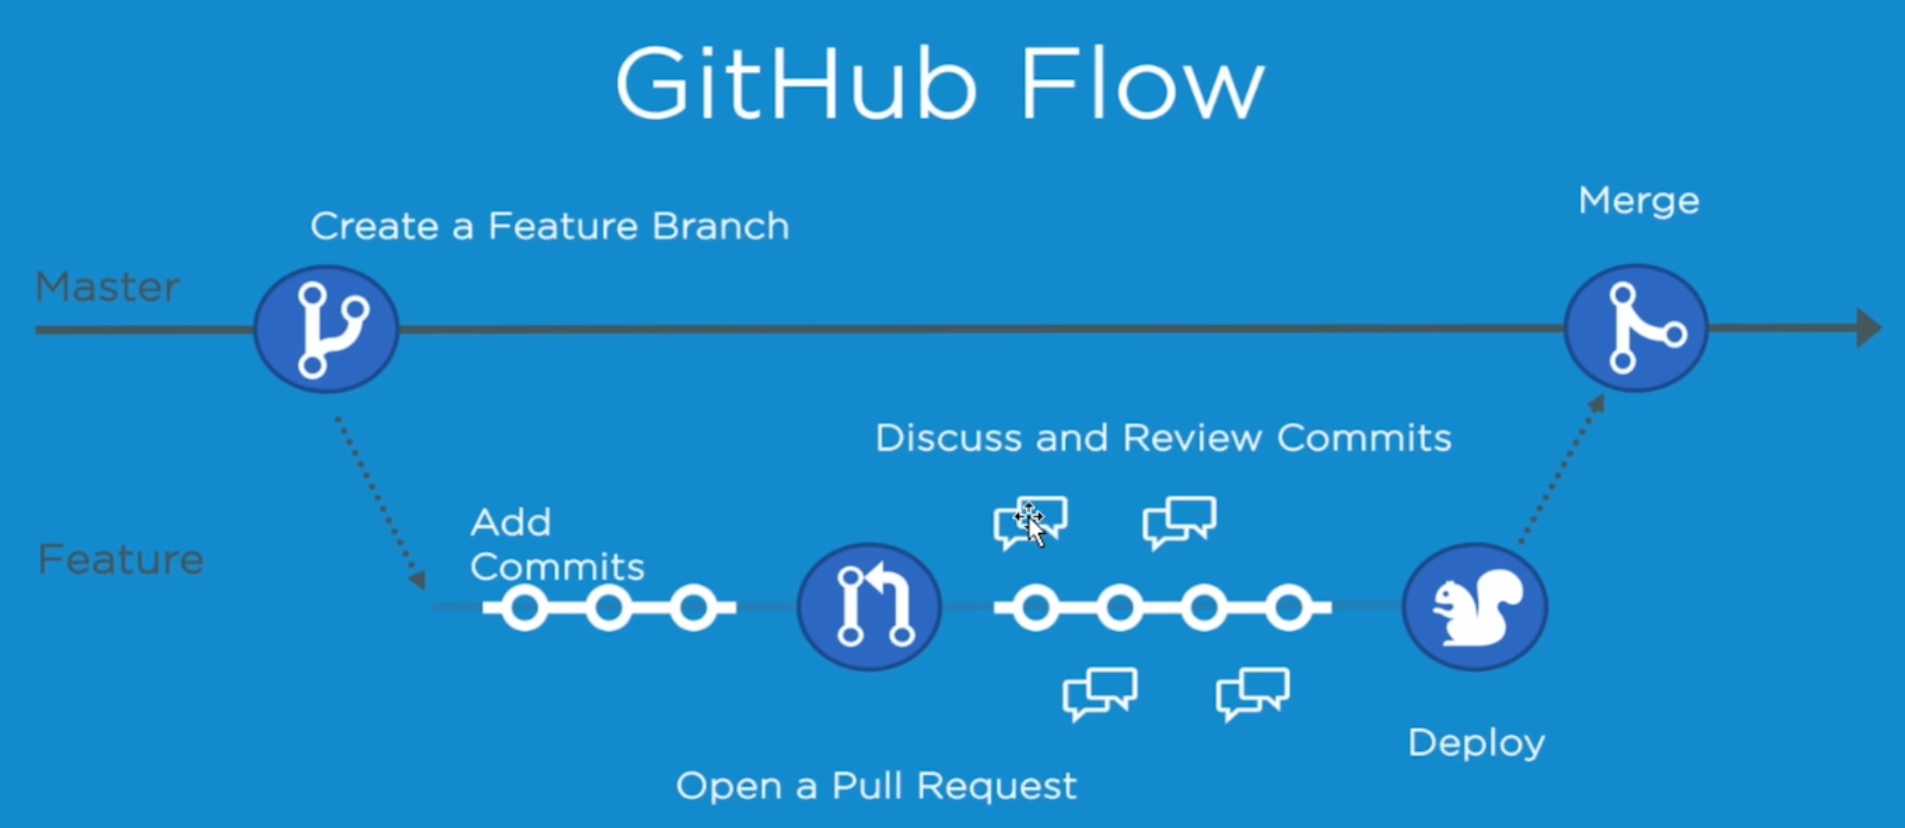 GitHub Flow
Create a Feature Branch
Merge
Master
Discuss and Review Commits
Add
Commits
Feature
Deploy
Open a Pull Request